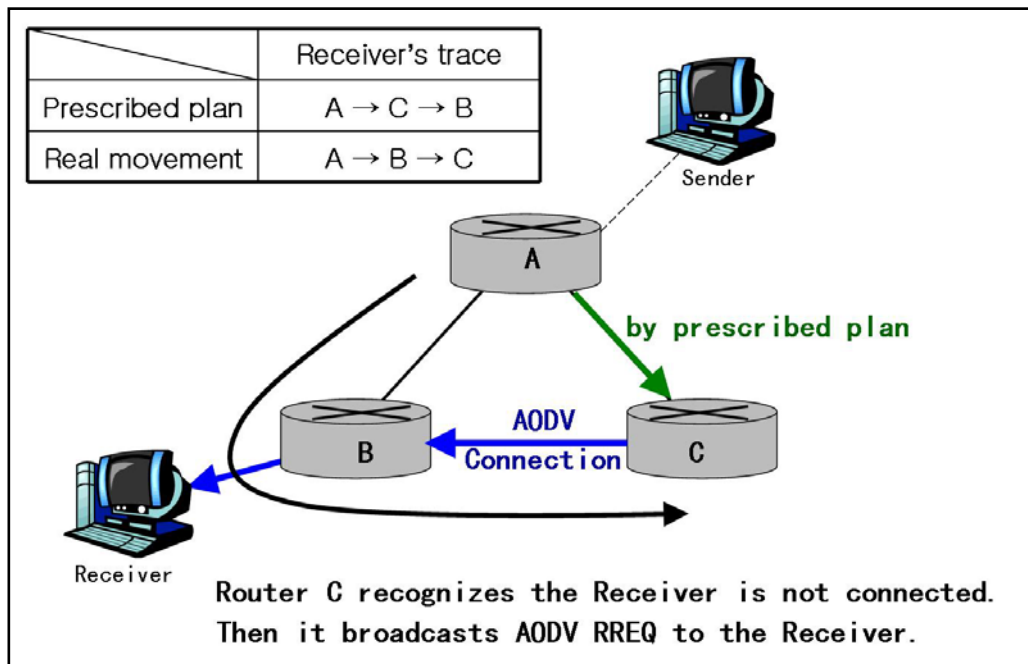 Receiver's trace
Prescribed plan A → C → B
Real movement A → B → C
Sender
A
by prescribed plan
B
AODV
Connection
C
Receiver
Router C recognizes the Receiver is not connected.
Then it broadcasts AODV RREQ to the Receiver.